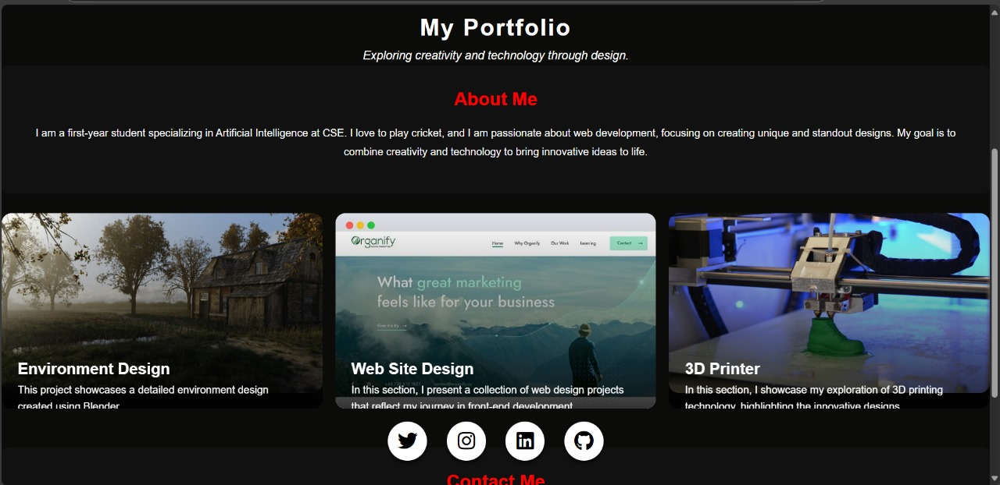 My Portfolio
Exploring creativity and technology through design.
About Me
I am a first-year student specializing in Artificial Intelligence at CSE. I love to play cricket, and I am passionate about web development, focusing on creating unique and standout designs. My goal is to
combine creativity and technology to bring innovative ideas to life.
Organify
Home Why Organify Our Work Learning Contact →
What great marketing
feels like for your business
Give it a try →
Environment Design
This project showcases a detailed environment design
created using Blender
Web Site Design
In this section, I present a collection of web design projects
that reflect my journey in front-end development
3D Printer
In this section, I showcase my exploration of 3D printing
technology, highlighting the innovative designs
Contact Me